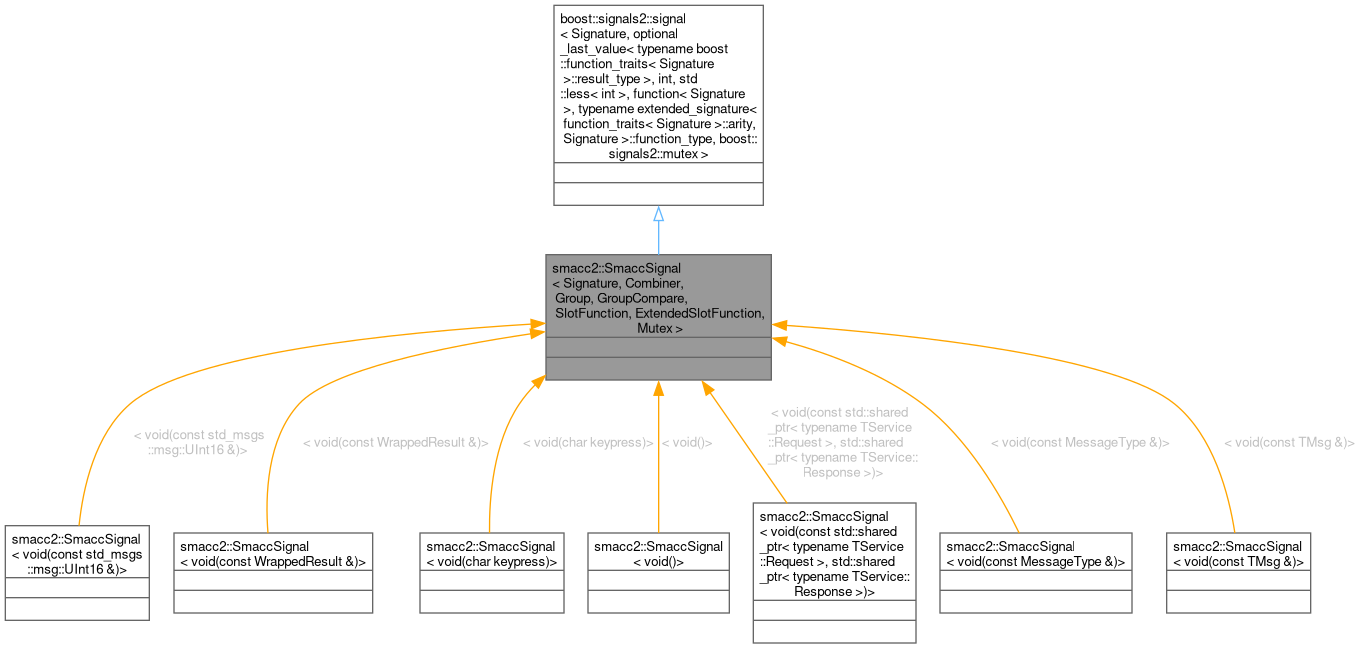 boost::signals2::signal
< Signature, optional
_last_value< typename boost
::function_traits< Signature
>::result_type >, int, std
::less< int >, function< Signature
>, typename extended_signature<
function_traits< Signature >::arity,
Signature >::function_type, boost::
signals2::mutex >
smacc2::SmaccSignal
< Signature, Combiner,
Group, GroupCompare,
SlotFunction, ExtendedSlotFunction,
Mutex >
< void(const std_msgs
::msg::UInt16 &)>
< void(const WrappedResult &)>
< void(char keypress)>
< void()>
< void(const std::shared
_ptr< typename TService
::Request >, std::shared
_ptr< typename TService::
Response >)>
< void(const MessageType &)>
< void(const TMsg &)>
smacc2::SmaccSignal
< void(const std_msgs
::msg::UInt16 &)>
smacc2::SmaccSignal
< void(const WrappedResult &)>
smacc2::SmaccSignal
< void(char keypress)>
smacc2::SmaccSignal
< void()>
smacc2::SmaccSignal
< void(const std::shared
_ptr< typename TService
::Request >, std::shared
_ptr< typename TService::
Response >)>
smacc2::SmaccSignal
< void(const MessageType &)>
smacc2::SmaccSignal
< void(const TMsg &)>